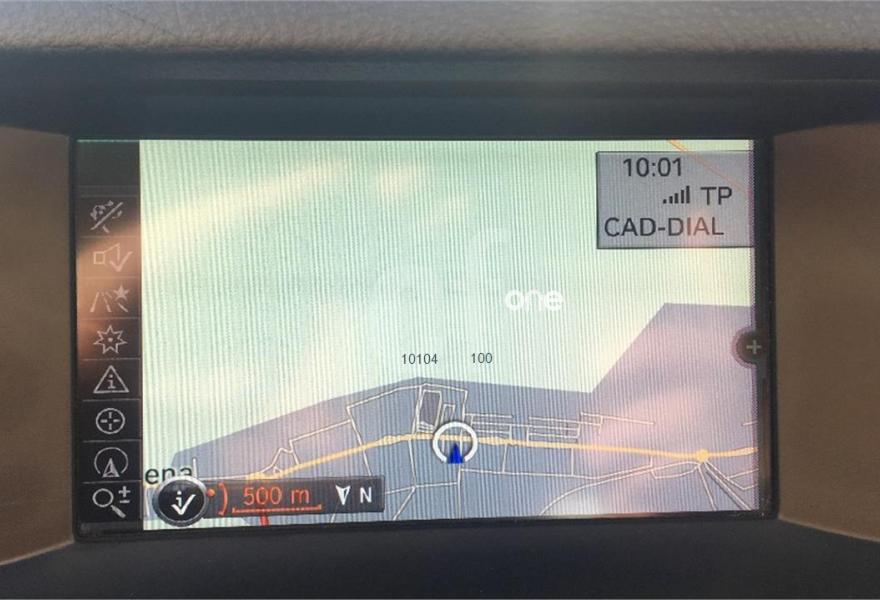 10:01
TP
CAD-DIAL
one
10104 100
ena
500 m N